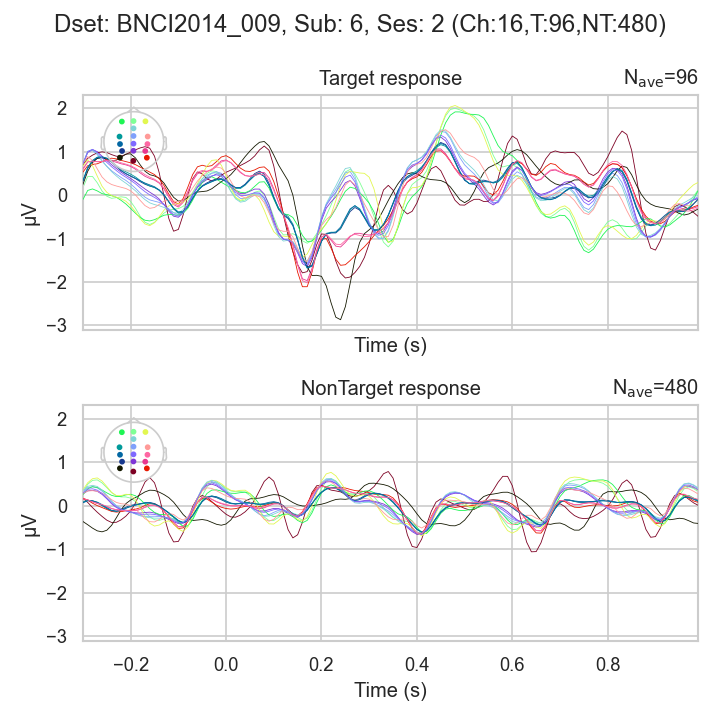 Dset: BNCI2014_009, Sub: 6, Ses: 2 (Ch:16,T:96,NT:480)
Target response
Nave=96
2
1
0
−1
−2
−3
µV
Time (s)
NonTarget response
Nave=480
2
1
0
−1
−2
−3
µV
−0.2 0.0 0.2 0.4 0.6 0.8
Time (s)